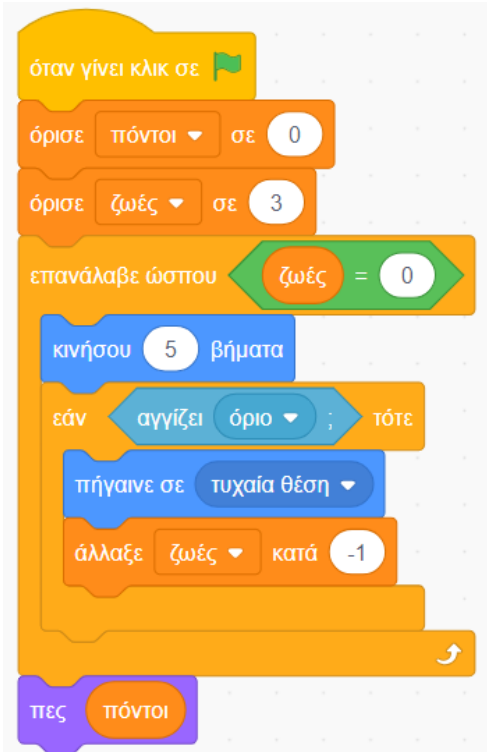 όταν γίνει κλικ σε
όρισε πόντοι σε 0
όρισε ζωές σε 3
επανάλαβε ώσπου ζωές = 0
κινήσου 5 βήματα
εάν αγγίζει όριο ; τότε
πήγαινε σε τυχαία θέση
άλλαξε ζωές κατά -1
πες πόντοι